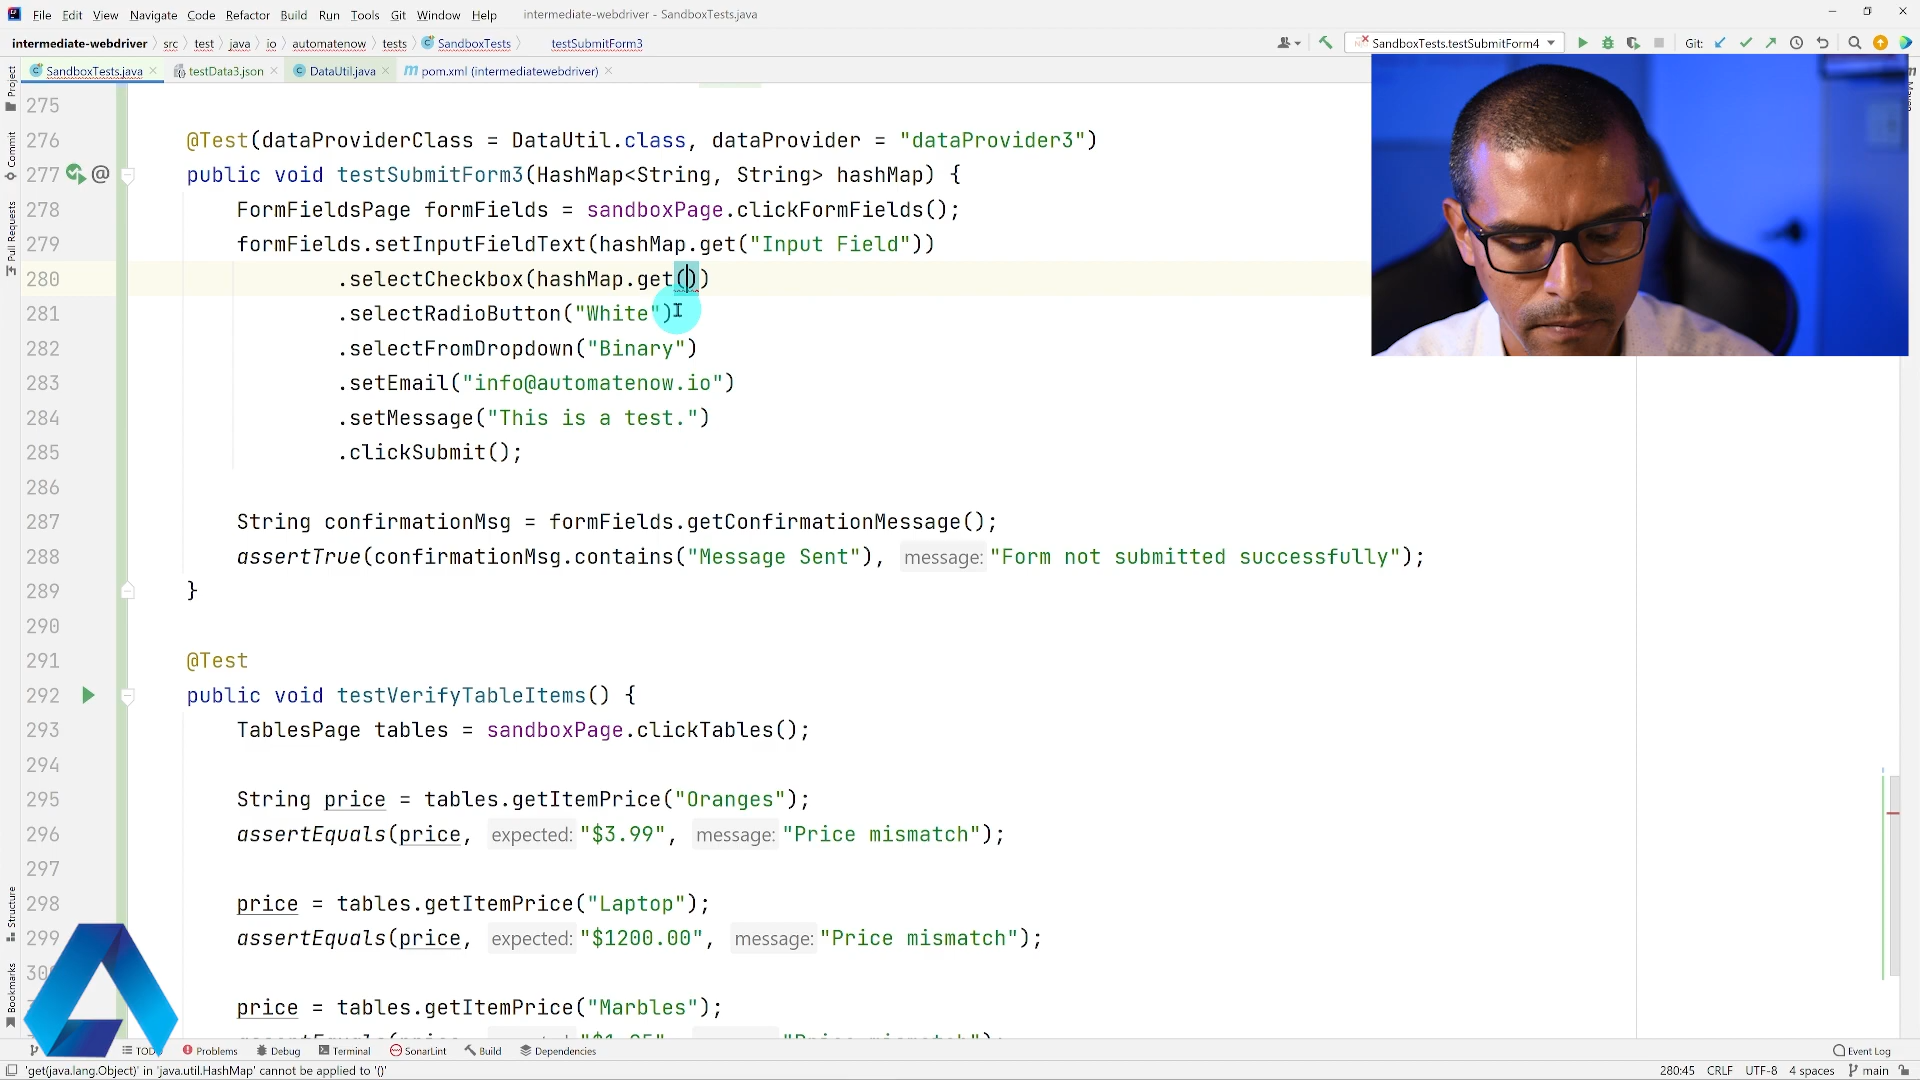 File Edit View Navigate Code Refactor Build Run Tools Git Window Help intermediate-webdriver - SandboxTests.java
intermediate-webdriver src test java io automatenow tests SandboxTests testSubmitForm3 SandboxTests.testSubmitForm4 Git:
SandboxTests.java testData3.json DataUtil.java pom.xml (intermediatewebdriver)
Project
Commit
Pull Requests
Structure
Bookmarks
275
276 @Test(dataProviderClass = DataUtil.class, dataProvider = "dataProvider3")
277 public void testSubmitForm3(HashMap<String, String> hashMap) {
278 FormFieldsPage formFields = sandboxPage.clickFormFields();
279 formFields.setInputFieldText(hashMap.get("Input Field"))
280 .selectCheckbox(hashMap.get())
281 .selectRadioButton("White")
282 .selectFromDropdown("Binary")
283 .setEmail("info@automatenow.io")
284 .setMessage("This is a test.")
285 .clickSubmit();
286
287 String confirmationMsg = formFields.getConfirmationMessage();
288 assertTrue(confirmationMsg.contains("Message Sent"), message: "Form not submitted successfully");
289 }
290
291 @Test
292 public void testVerifyTableItems() {
293 TablesPage tables = sandboxPage.clickTables();
294
295 String price = tables.getItemPrice("Oranges");
296 assertEquals(price, expected: "$3.99", message: "Price mismatch");
297
298 price = tables.getItemPrice("Laptop");
299 assertEquals(price, expected: "$1200.00", message: "Price mismatch");
price = tables.getItemPrice("Marbles");
TODO Problems Debug Terminal SonarLint Build Dependencies Event Log
'get(java.lang.Object)' in 'java.util.HashMap' cannot be applied to '()' 280:45 CRLF UTF-8 4 spaces main